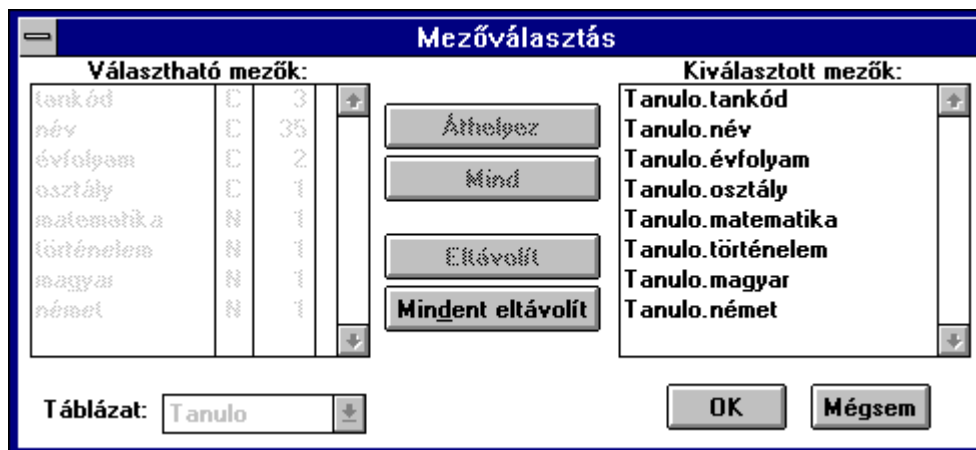 Mezőválasztás
Választható mezők:
Kiválasztott mezők:
tankód C 3
név C 35
évfolyam C 2
osztály C 1
matematika N 1
történelem N 1
magyar N 1
német N 1
Áthelyez
Mind
Eltávolít
Mindent eltávolít
Tanulo.tankód
Tanulo.név
Tanulo.évfolyam
Tanulo.osztály
Tanulo.matematika
Tanulo.történelem
Tanulo.magyar
Tanulo.német
Táblázat: Tanulo
OK
Mégsem